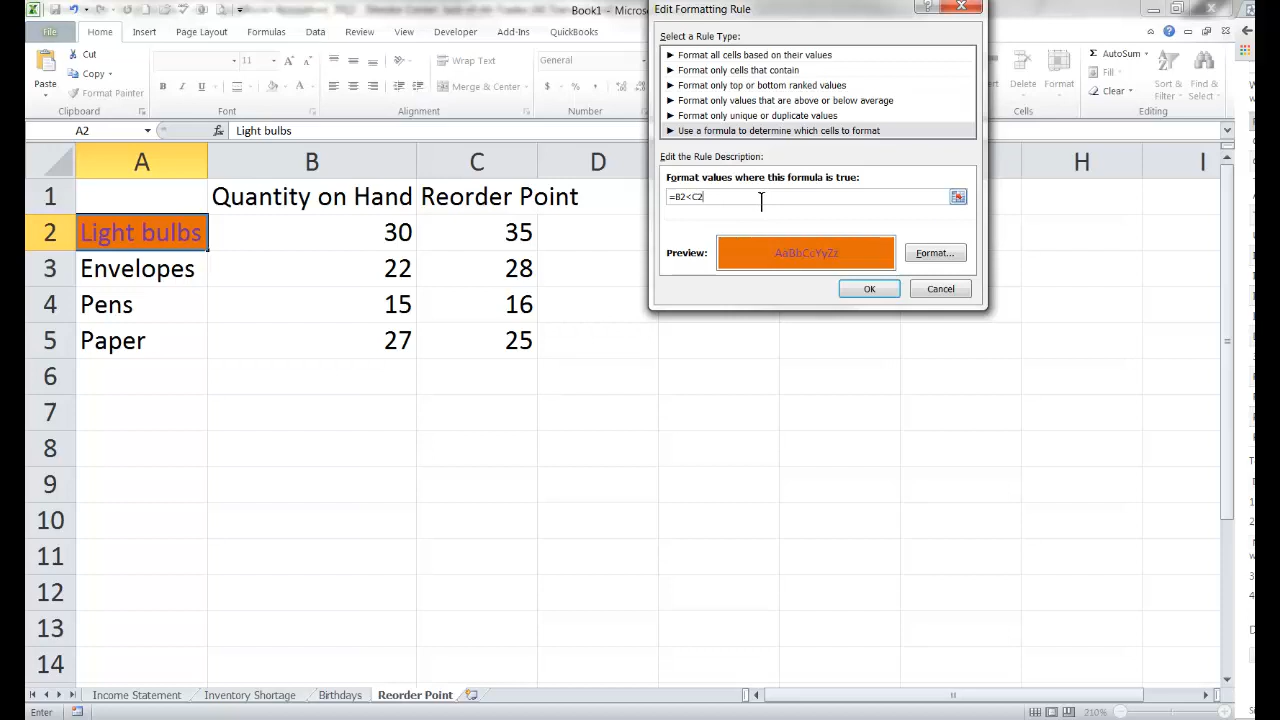 Book1 - Microso
Edit Formatting Rule
File Home Insert Page Layout Formulas Data Review View Developer Add-Ins QuickBooks
Select a Rule Type:
► Format all cells based on their values
► Format only cells that contain
► Format only top or bottom ranked values
► Format only values that are above or below average
► Format only unique or duplicate values
► Use a formula to determine which cells to format
Paste
Cut
Copy
Format Painter
Clipboard
11
B I U
Font
Wrap Text
Merge & Center
Alignment
General
$ % ,
Number
Insert Delete Format
Cells
AutoSum
Fill
Clear
Sort & Filter
Find & Select
Editing
Edit the Rule Description:
Format values where this formula is true:
=B2<C2
Preview: AaBbCcYyZz Format...
OK Cancel
A2 fx Light bulbs
A B C D H I
1 Quantity on Hand Reorder Point
2 Light bulbs 30 35
3 Envelopes 22 28
4 Pens 15 16
5 Paper 27 25
6
7
8
9
10
11
12
13
14
Income Statement Inventory Shortage Birthdays Reorder Point
Enter 210%